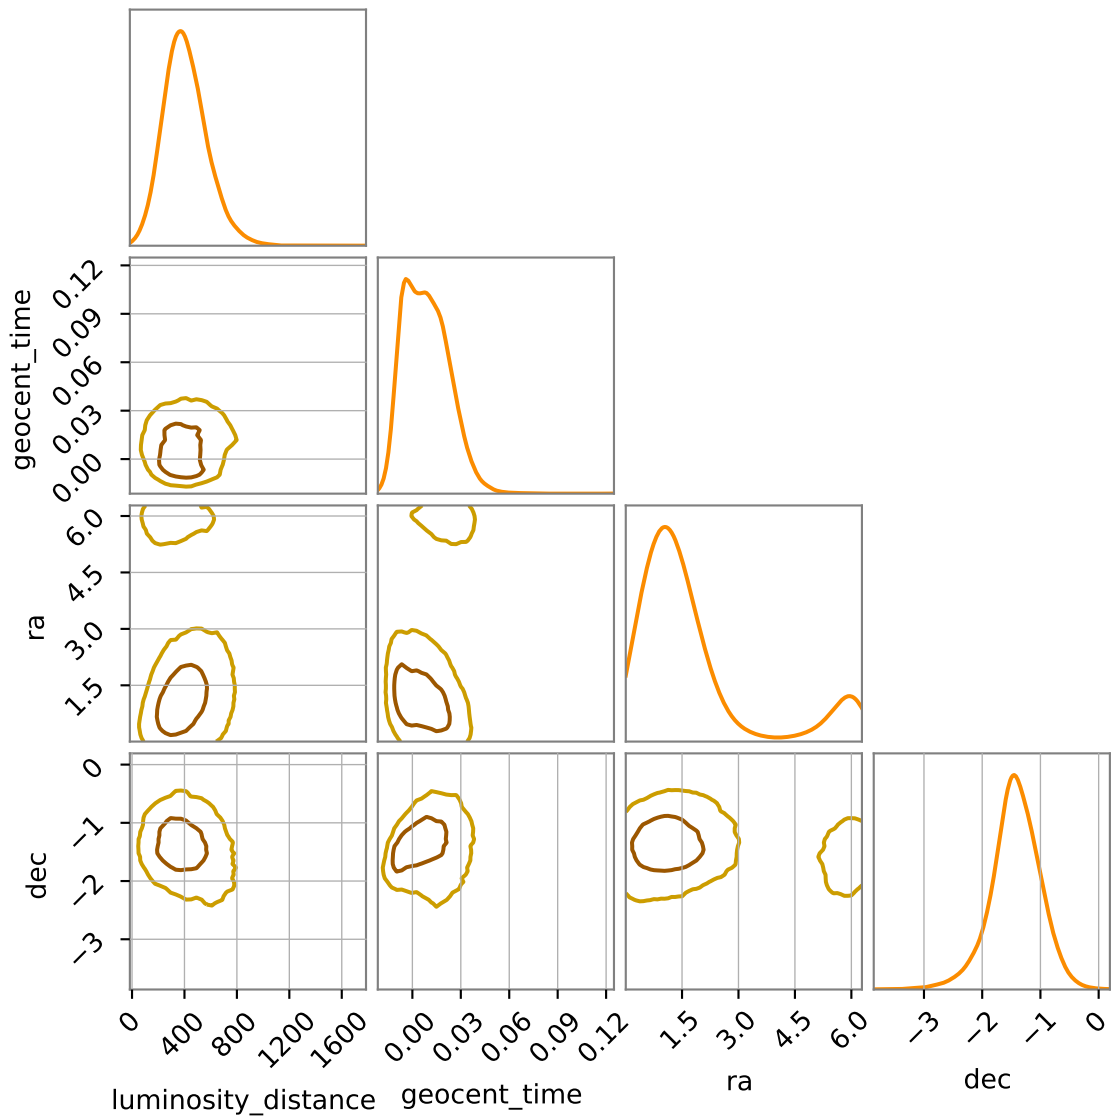 0.12
0.09
0.06
0.03
0.00
geocent_time
6.0
4.5
3.0
1.5
ra
0
−1
−2
−3
dec
0 400 800 1200 1600
luminosity_distance
0.00 0.03 0.06 0.09 0.12
geocent_time
1.5 3.0 4.5 6.0
ra
−3 −2 −1 0
dec